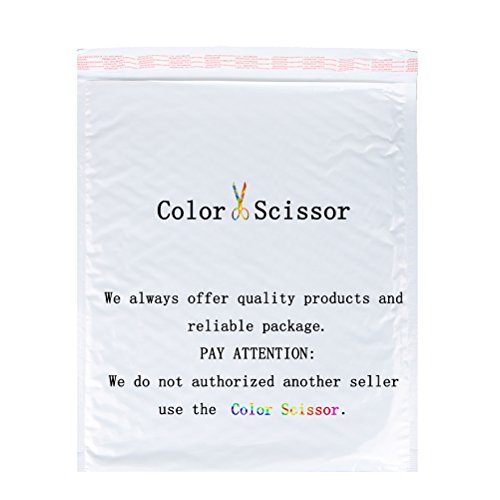 Color Scissor
We always offer quality products and
reliable package.
PAY ATTENTION:
We do not authorized another seller
use the Color Scissor.